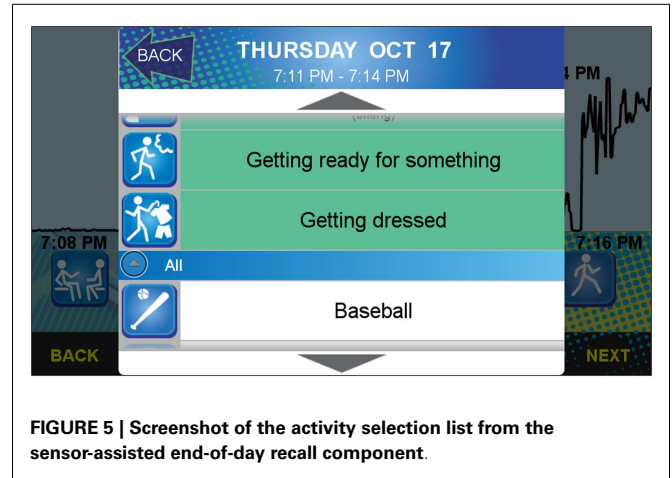 BACK
THURSDAY OCT 17
7:11 PM - 7:14 PM
PM
Getting ready for something
Getting dressed
7:08 PM
7:16 PM
All
Baseball
BACK
NEXT
FIGURE 5 | Screenshot of the activity selection list from the
sensor-assisted end-of-day recall component.